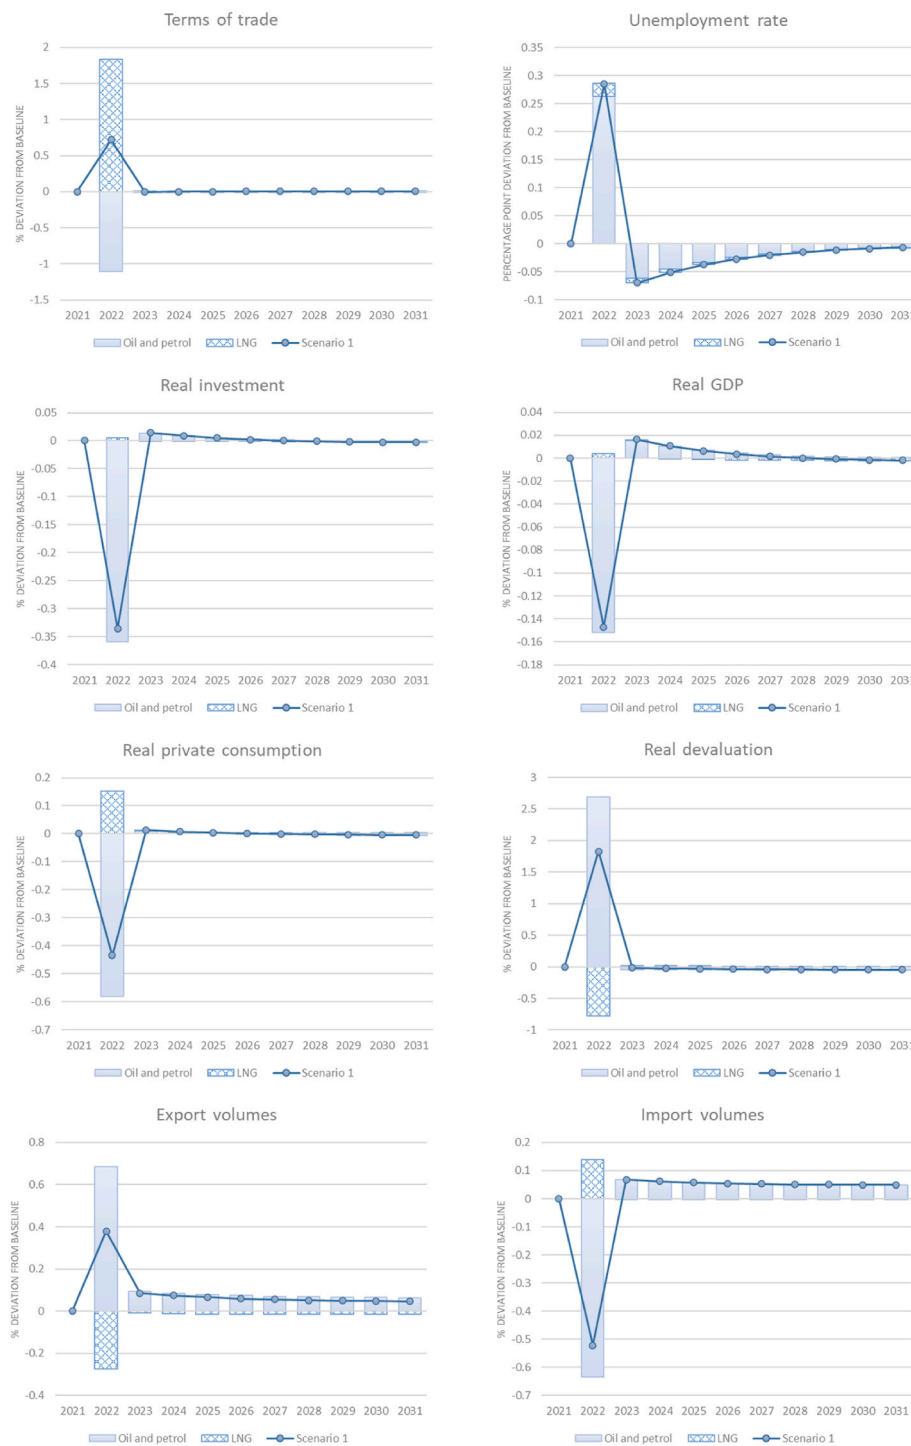 Terms of trade
% DEVIATION FROM BASELINE
2
1.5
1
0.5
0
-0.5
-1
-1.5
2021 2022 2023 2024 2025 2026 2027 2028 2029 2030 2031
Oil and petrol LNG Scenario 1
Unemployment rate
PERCENTAGE POINT DEVIATION FROM BASELINE
0.35
0.3
0.25
0.2
0.15
0.1
0.05
0
-0.05
-0.1
2021 2022 2023 2024 2025 2026 2027 2028 2029 2030 2031
Oil and petrol LNG Scenario 1
Real investment
% DEVIATION FROM BASELINE
0.05
0
-0.05
-0.1
-0.15
-0.2
-0.25
-0.3
-0.35
-0.4
2021 2022 2023 2024 2025 2026 2027 2028 2029 2030 2031
Oil and petrol LNG Scenario 1
Real GDP
% DEVIATION FROM BASELINE
0.04
0.02
0
-0.02
-0.04
-0.06
-0.08
-0.1
-0.12
-0.14
-0.16
-0.18
2021 2022 2023 2024 2025 2026 2027 2028 2029 2030 2031
Oil and petrol LNG Scenario 1
Real private consumption
% DEVIATION FROM BASELINE
0.2
0.1
0
-0.1
-0.2
-0.3
-0.4
-0.5
-0.6
-0.7
2021 2022 2023 2024 2025 2026 2027 2028 2029 2030 2031
Oil and petrol LNG Scenario 1
Real devaluation
% DEVIATION FROM BASELINE
3
2.5
2
1.5
1
0.5
0
-0.5
-1
2021 2022 2023 2024 2025 2026 2027 2028 2029 2030 2031
Oil and petrol LNG Scenario 1
Export volumes
% DEVIATION FROM BASELINE
0.8
0.6
0.4
0.2
0
-0.2
-0.4
2021 2022 2023 2024 2025 2026 2027 2028 2029 2030 2031
Oil and petrol LNG Scenario 1
Import volumes
% DEVIATION FROM BASELINE
0.2
0.1
0
-0.1
-0.2
-0.3
-0.4
-0.5
-0.6
-0.7
2021 2022 2023 2024 2025 2026 2027 2028 2029 2030 2031
Oil and petrol LNG Scenario 1